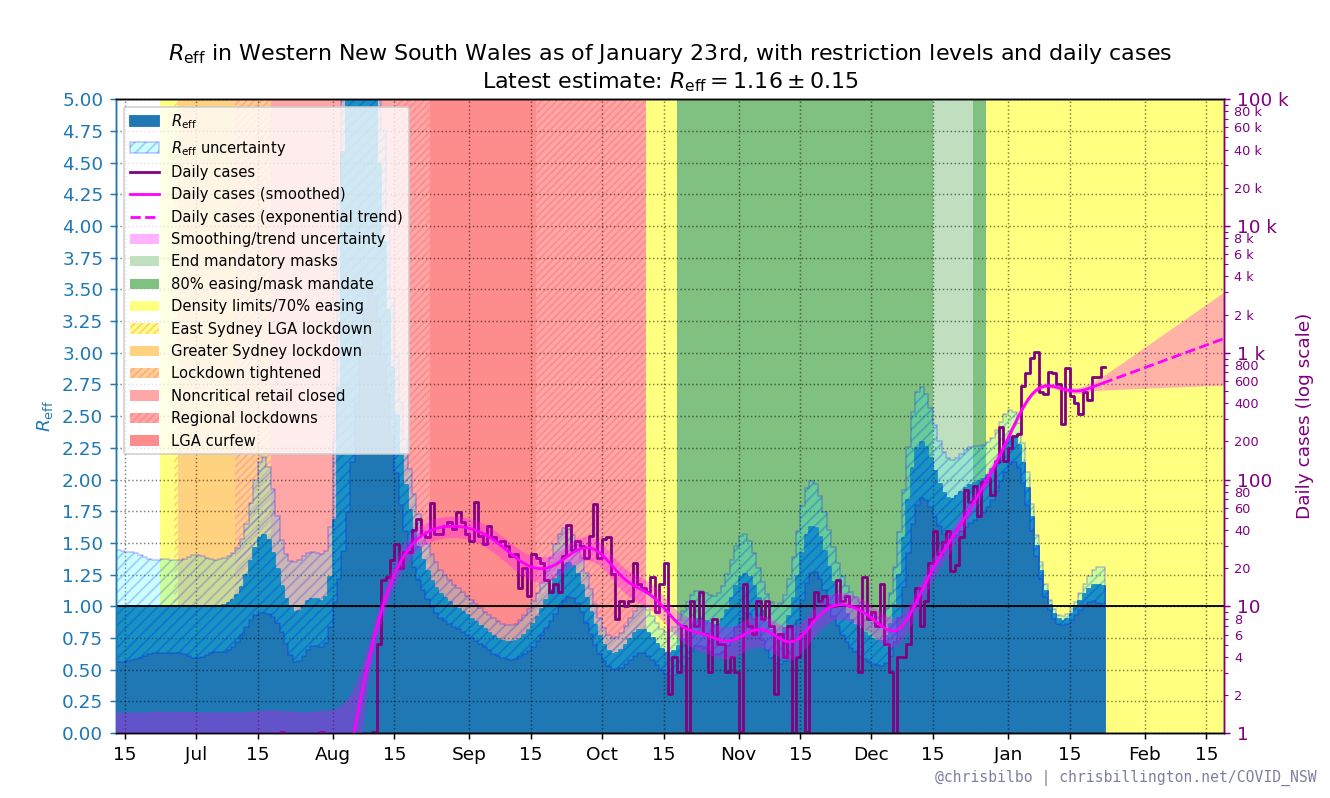 R_eff in Western New South Wales as of January 23rd, with restriction levels and daily cases
Latest estimate: R_eff = 1.16 ± 0.15
R_eff
5.00
4.75
4.50
4.25
4.00
3.75
3.50
3.25
3.00
2.75
2.50
2.25
2.00
1.75
1.50
1.25
1.00
0.75
0.50
0.25
0.00
R_eff
R_eff uncertainty
Daily cases
Daily cases (smoothed)
Daily cases (exponential trend)
Smoothing/trend uncertainty
End mandatory masks
80% easing/mask mandate
Density limits/70% easing
East Sydney LGA lockdown
Greater Sydney lockdown
Lockdown tightened
Noncritical retail closed
Regional lockdowns
LGA curfew
100 k
80 k
60 k
40 k
20 k
10 k
8 k
6 k
4 k
2 k
1 k
800
600
400
200
100
80
60
40
20
10
8
6
4
2
1
Daily cases (log scale)
15 Jul 15 Aug 15 Sep 15 Oct 15 Nov 15 Dec 15 Jan 15 Feb 15
@chrisbilbo | chrisbillington.net/COVID_NSW